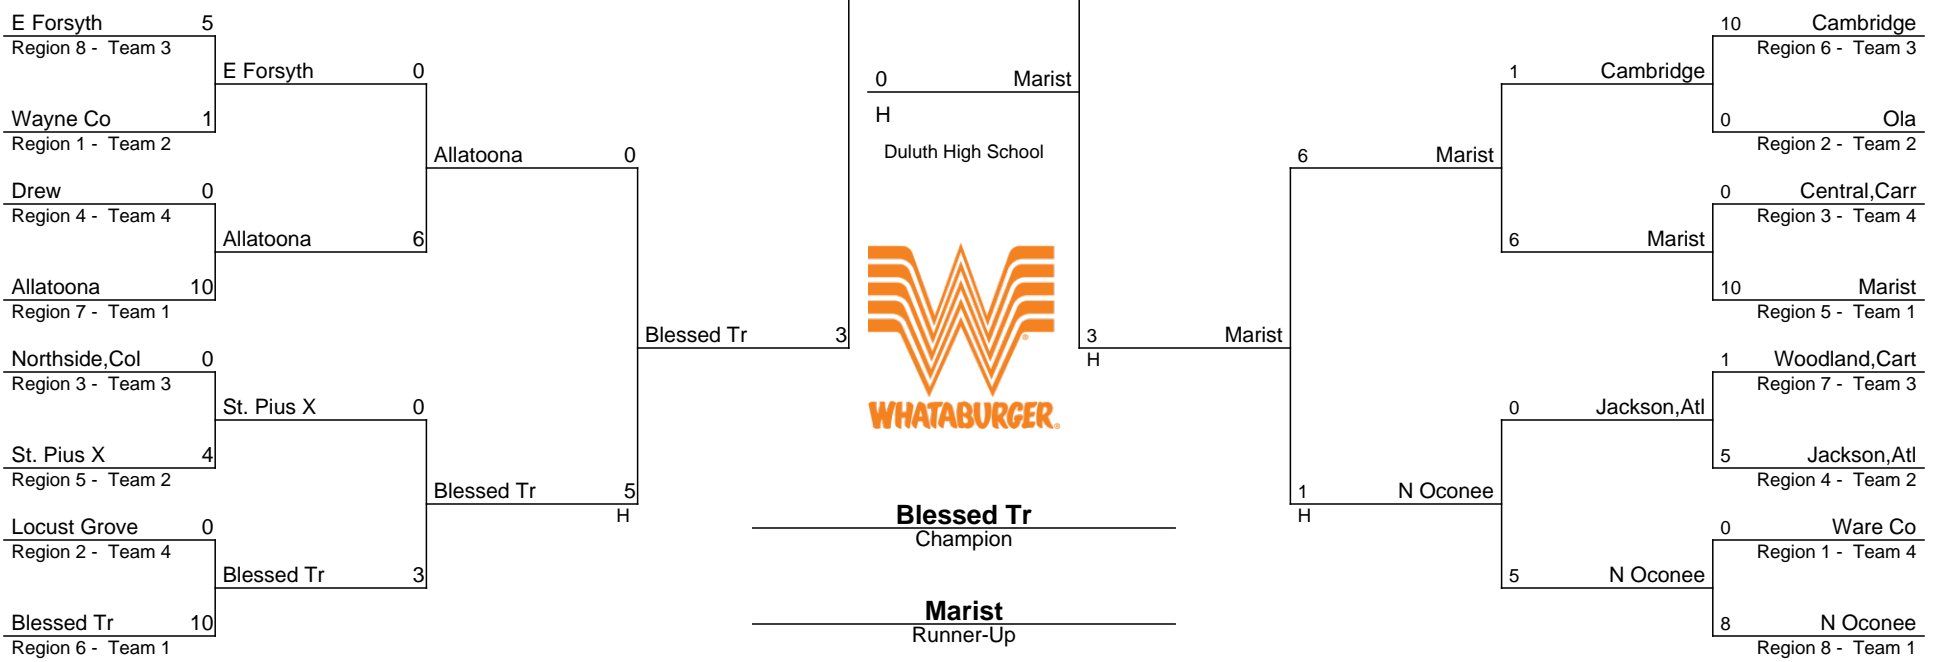 E Forsyth 5
Region 8 - Team 3
E Forsyth 0
Wayne Co 1
Region 1 - Team 2
Allatoona 0
Drew 0
Region 4 - Team 4
Allatoona 6
Allatoona 10
Region 7 - Team 1
Blessed Tr 3
Northside,Col 0
Region 3 - Team 3
St. Pius X 0
St. Pius X 4
Region 5 - Team 2
Blessed Tr 5
H
Locust Grove 0
Region 2 - Team 4
Blessed Tr 3
Blessed Tr 10
Region 6 - Team 1
0 Marist
H
Duluth High School
WHATABURGER
Blessed Tr
Champion
Marist
Runner-Up
3 Marist
H
6 Marist
1 N Oconee
H
1 Cambridge
6 Marist
0 Jackson,Atl
5 N Oconee
10 Cambridge
Region 6 - Team 3
0 Ola
Region 2 - Team 2
0 Central,Carr
Region 3 - Team 4
10 Marist
Region 5 - Team 1
1 Woodland,Cart
Region 7 - Team 3
5 Jackson,Atl
Region 4 - Team 2
0 Ware Co
Region 1 - Team 4
8 N Oconee
Region 8 - Team 1